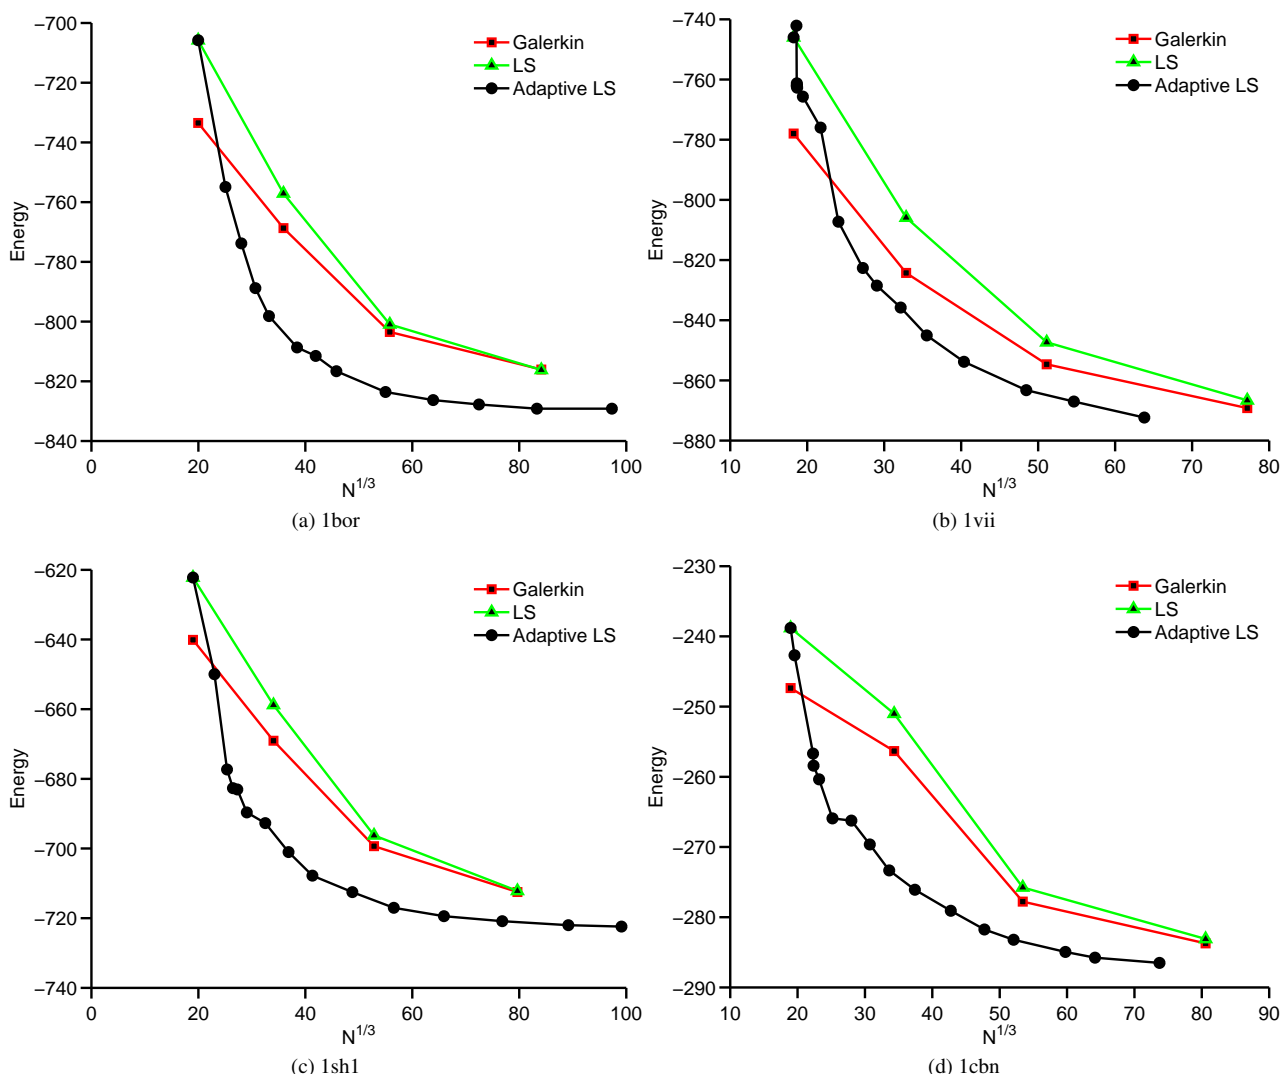 −700
−720
−740
−760
−780
−800
−820
−840
0
20
40
60
80
100
Energy
N1/3
Galerkin
LS
Adaptive LS
(a) 1bor
−740
−760
−780
−800
−820
−840
−860
−880
10
20
30
40
50
60
70
80
Energy
N1/3
Galerkin
LS
Adaptive LS
(b) 1vii
−620
−640
−660
−680
−700
−720
−740
0
20
40
60
80
100
Energy
N1/3
Galerkin
LS
Adaptive LS
(c) 1sh1
−230
−240
−250
−260
−270
−280
−290
10
20
30
40
50
60
70
80
90
Energy
N1/3
Galerkin
LS
Adaptive LS
(d) 1cbn